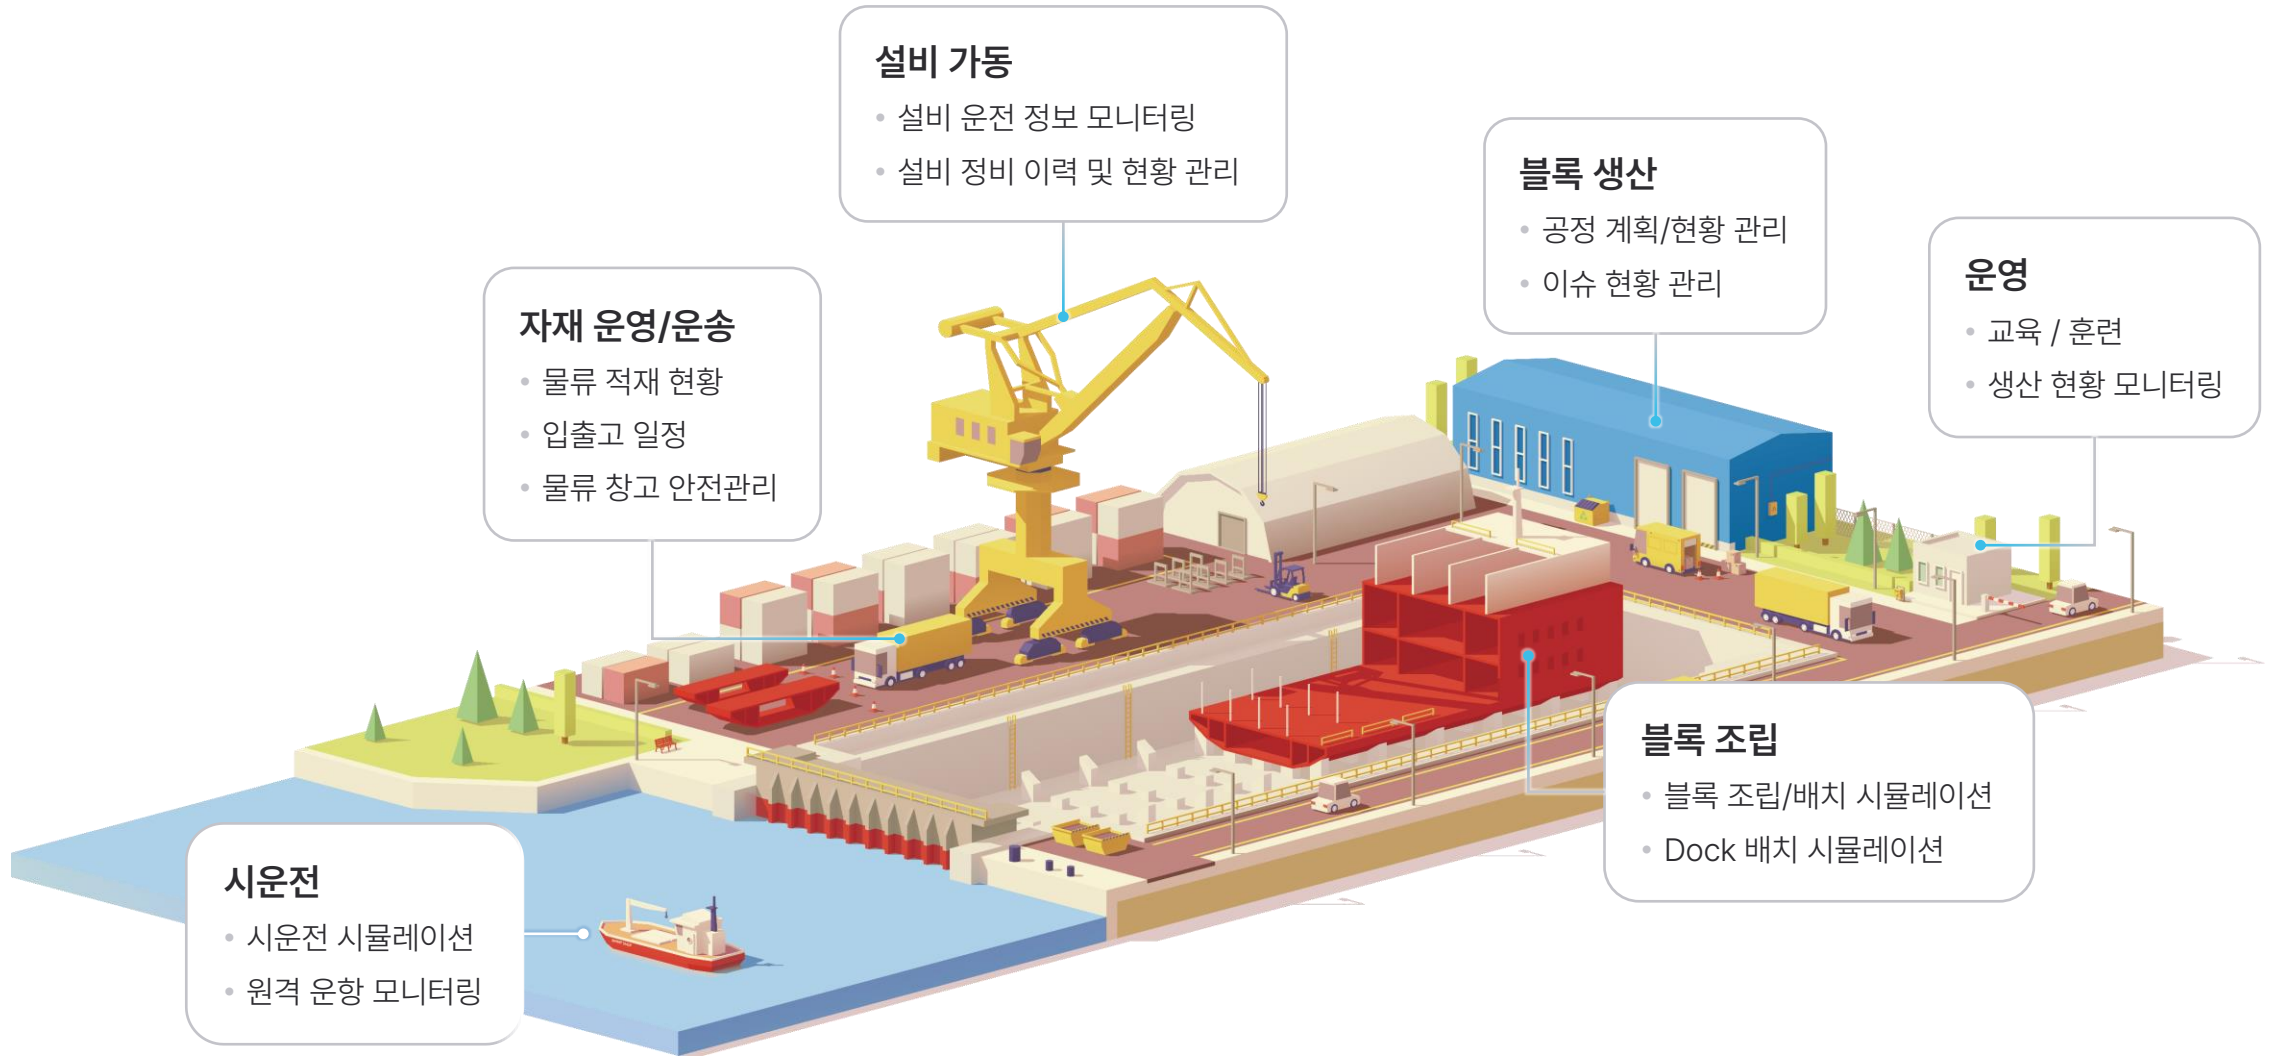 설비 가동
• 설비 운전 정보 모니터링
• 설비 정비 이력 및 현황 관리
블록 생산
• 공정 계획/현황 관리
• 이슈 현황 관리
운영
• 교육 / 훈련
• 생산 현황 모니터링
자재 운영/운송
• 물류 적재 현황
• 입출고 일정
• 물류 창고 안전관리
블록 조립
• 블록 조립/배치 시뮬레이션
• Dock 배치 시뮬레이션
시운전
• 시운전 시뮬레이션
• 원격 운항 모니터링